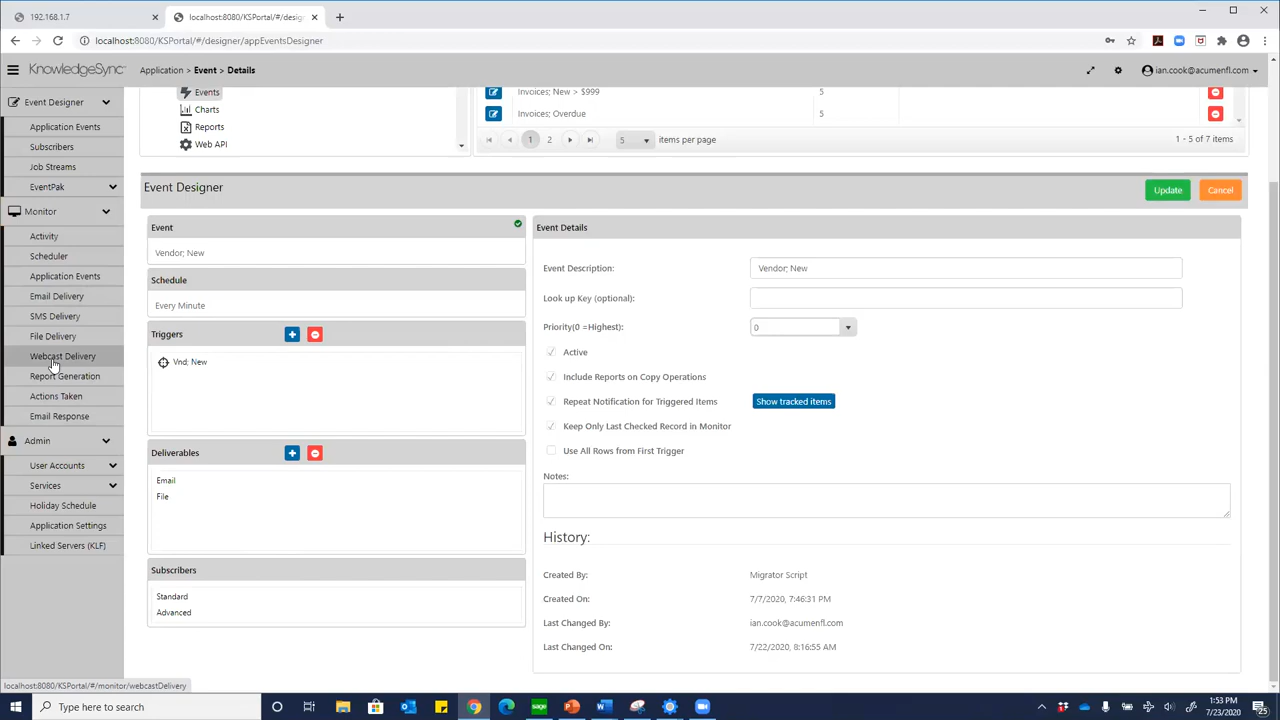 192.168.1.7
localhost:8080/KSPortal/#/desig
localhost:8080/KSPortal/#/designer/appEventsDesigner
KnowledgeSync
Application > Event > Details
ian.cook@acumenfl.com
Event Designer
Application Events
Subscribers
Job Streams
EventPak
Monitor
Activity
Scheduler
Application Events
Email Delivery
SMS Delivery
File Delivery
Webcast Delivery
Report Generation
Actions Taken
Email Response
Admin
User Accounts
Services
Holiday Schedule
Application Settings
Linked Servers (KLF)
Events
Charts
Reports
Web API
Invoices; New > $999 5
Invoices; Overdue 5
1 2 5 items per page 1 - 5 of 7 items
Event Designer
Update Cancel
Event
Vendor; New
Schedule
Every Minute
Triggers
Vnd; New
Deliverables
Email
File
Subscribers
Standard
Advanced
Event Details
Event Description: Vendor; New
Look up Key (optional):
Priority(0 =Highest): 0
Active
Include Reports on Copy Operations
Repeat Notification for Triggered Items Show tracked items
Keep Only Last Checked Record in Monitor
Use All Rows from First Trigger
Notes:
History:
Created By: Migrator Script
Created On: 7/7/2020, 7:46:31 PM
Last Changed By: ian.cook@acumenfl.com
Last Changed On: 7/22/2020, 8:16:55 AM
localhost:8080/KSPortal/#/monitor/webcastDelivery
Type here to search
sage
1:53 PM
7/23/2020
25